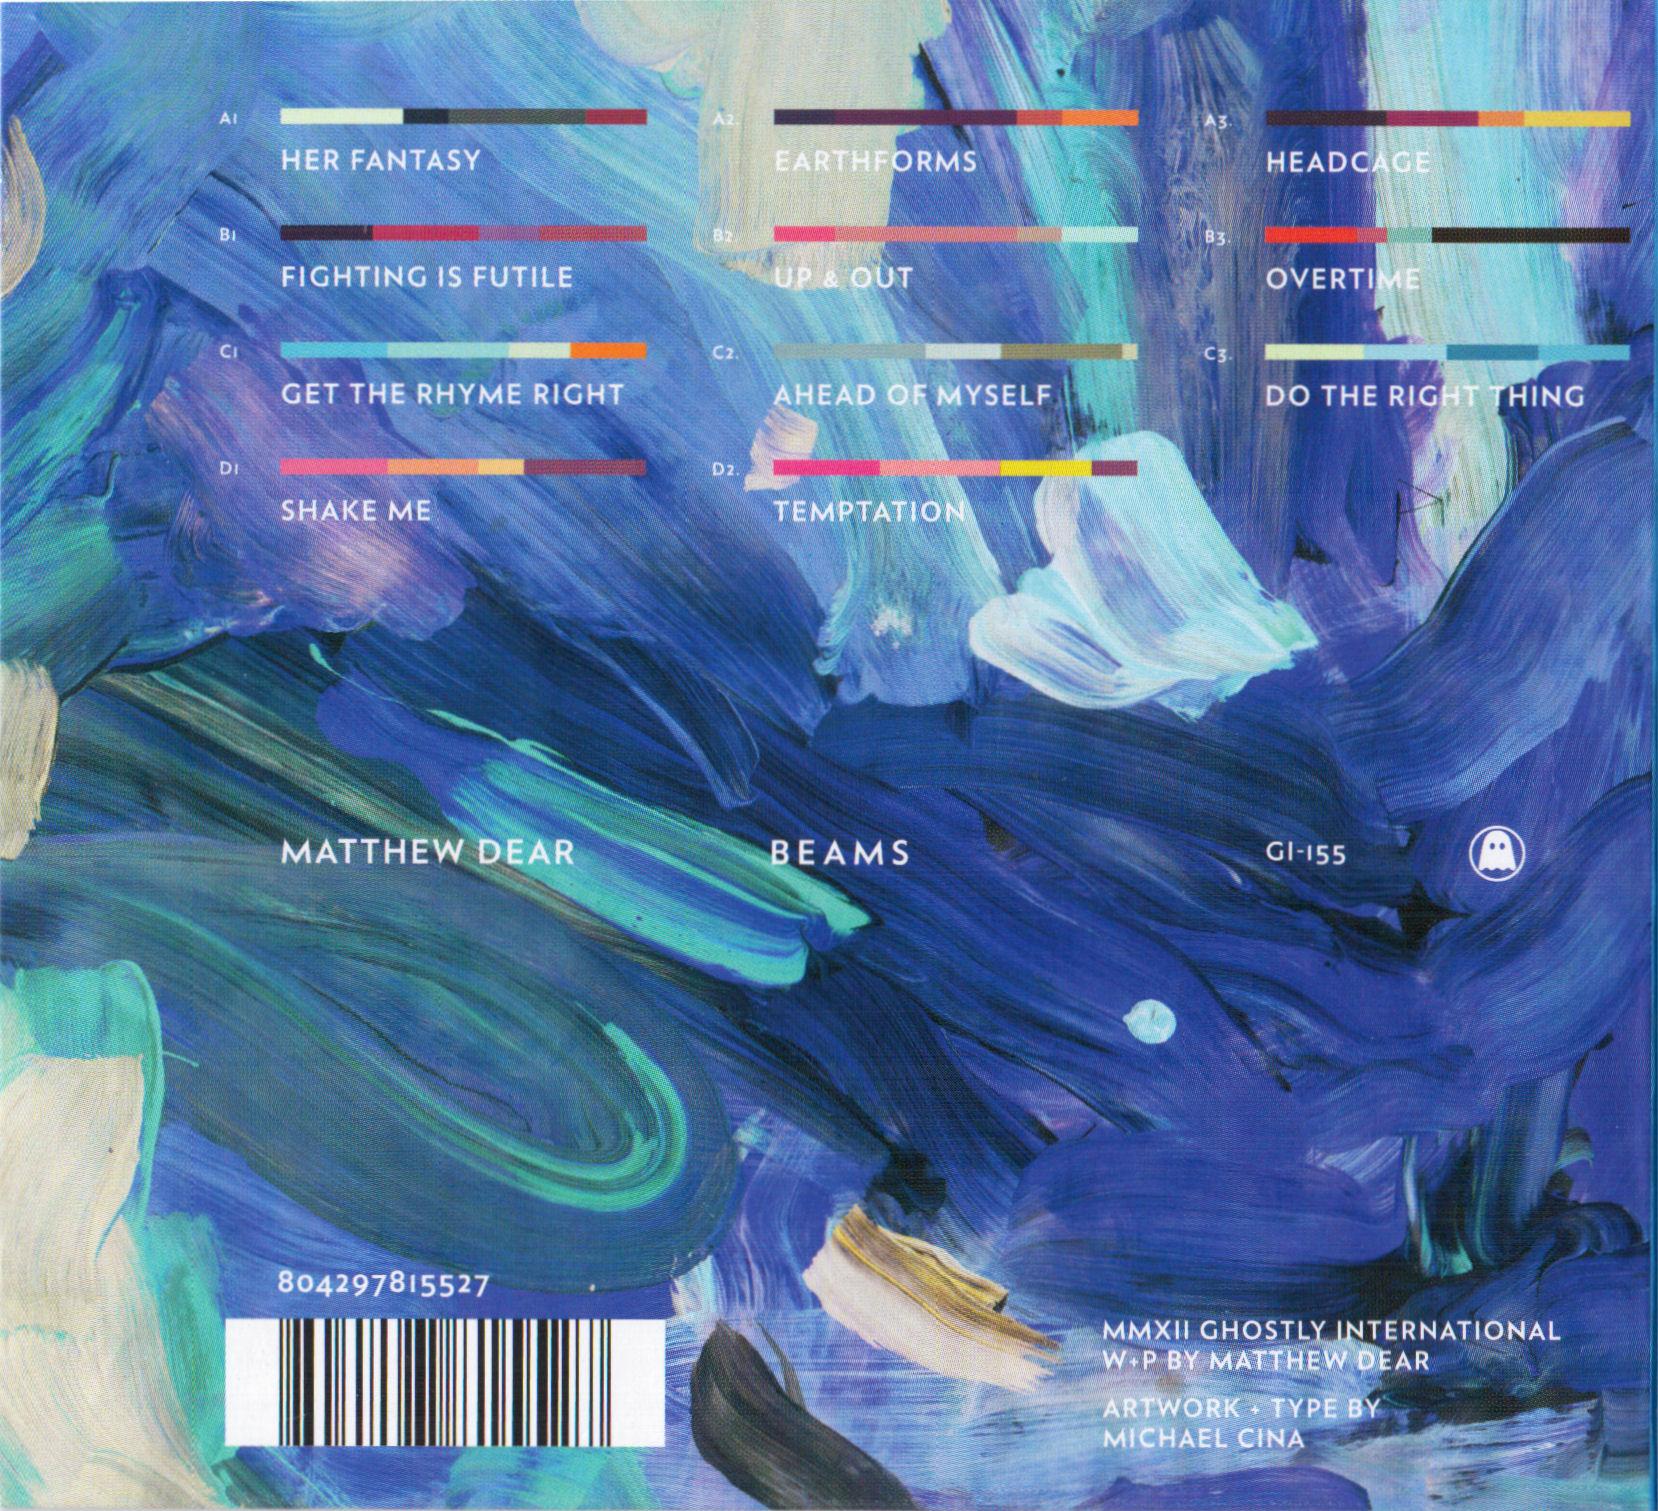 A1
HER FANTASY
A2.
EARTHFORMS
A3.
HEADCAGE
B1
FIGHTING IS FUTILE
B2.
UP & OUT
B3.
OVERTIME
C1
GET THE RHYME RIGHT
C2.
AHEAD OF MYSELF
C3.
DO THE RIGHT THING
D1
SHAKE ME
D2.
TEMPTATION
MATTHEW DEAR
BEAMS
GI-155
804297815527
MMXII GHOSTLY INTERNATIONAL
W+P BY MATTHEW DEAR
ARTWORK + TYPE BY
MICHAEL CINA